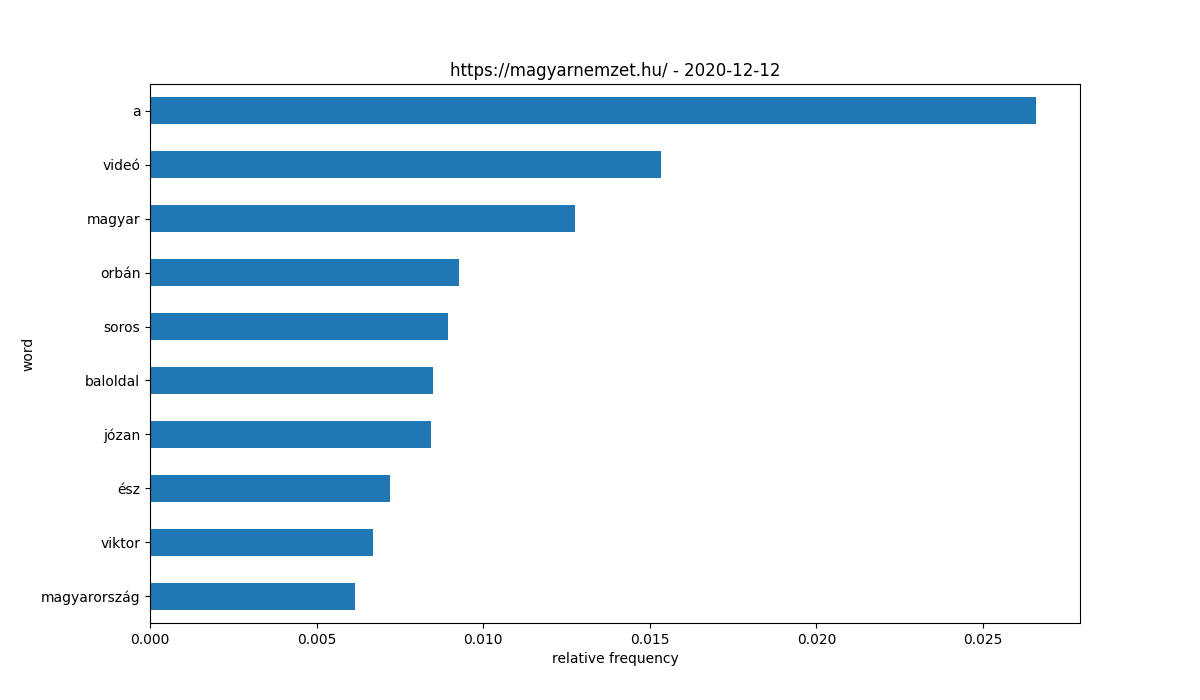 https://magyarnemzet.hu/ - 2020-12-12
a
videó
magyar
orbán
soros
baloldal
józan
ész
viktor
magyarország
word
0.000 0.005 0.010 0.015 0.020 0.025
relative frequency